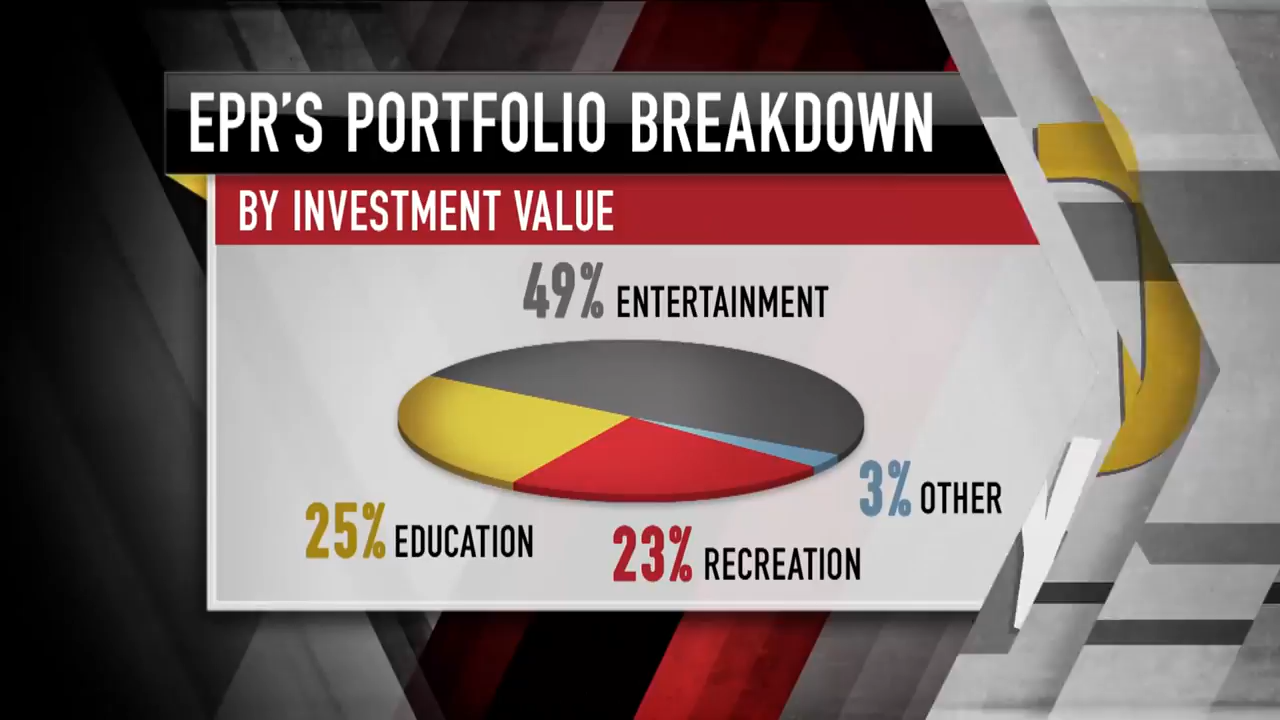 EPR'S PORTFOLIO BREAKDOWN
BY INVESTMENT VALUE
49% ENTERTAINMENT
3% OTHER
25% EDUCATION
23% RECREATION